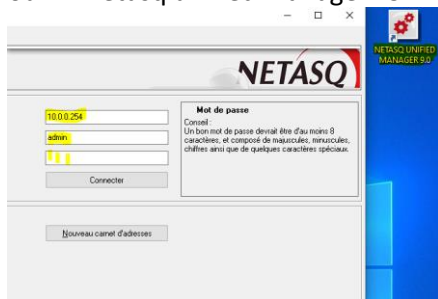 NETASQ
NETASQ UNIFIED
MANAGER 9.0
10.0.0.254
admin
Connecter
Nouveau carnet d'adresses
Mot de passe
Conseil :
Un bon mot de passe devrait être d'au moins 8
caractères, et composé de majuscules, minuscules,
chiffres ainsi que de quelques caractères spéciaux.